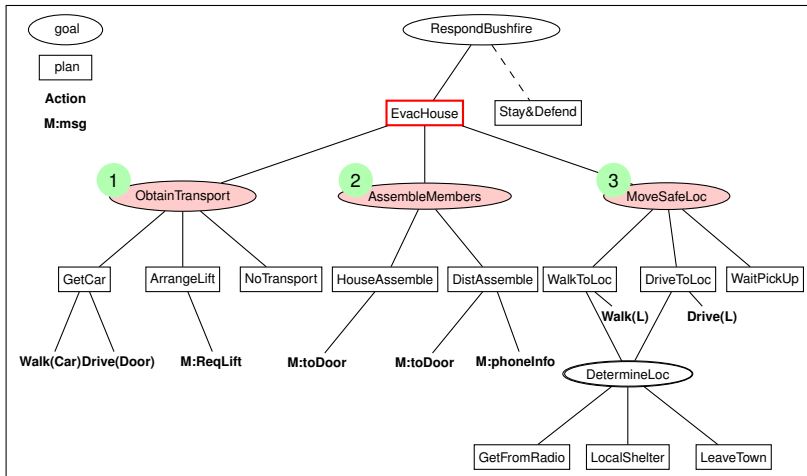 goal
RespondBushfire
plan
Action
M:msg
EvacHouse
Stay&Defend
1
2
3
ObtainTransport
AssembleMembers
MoveSafeLoc
GetCar
ArrangeLift
NoTransport
HouseAssemble
DistAssemble
WalkToLoc
DriveToLoc
WaitPickUp
Walk(L)
Drive(L)
Walk(Car)
Drive(Door)
M:ReqLift
M:toDoor
M:toDoor
M:phoneInfo
DetermineLoc
GetFromRadio
LocalShelter
LeaveTown